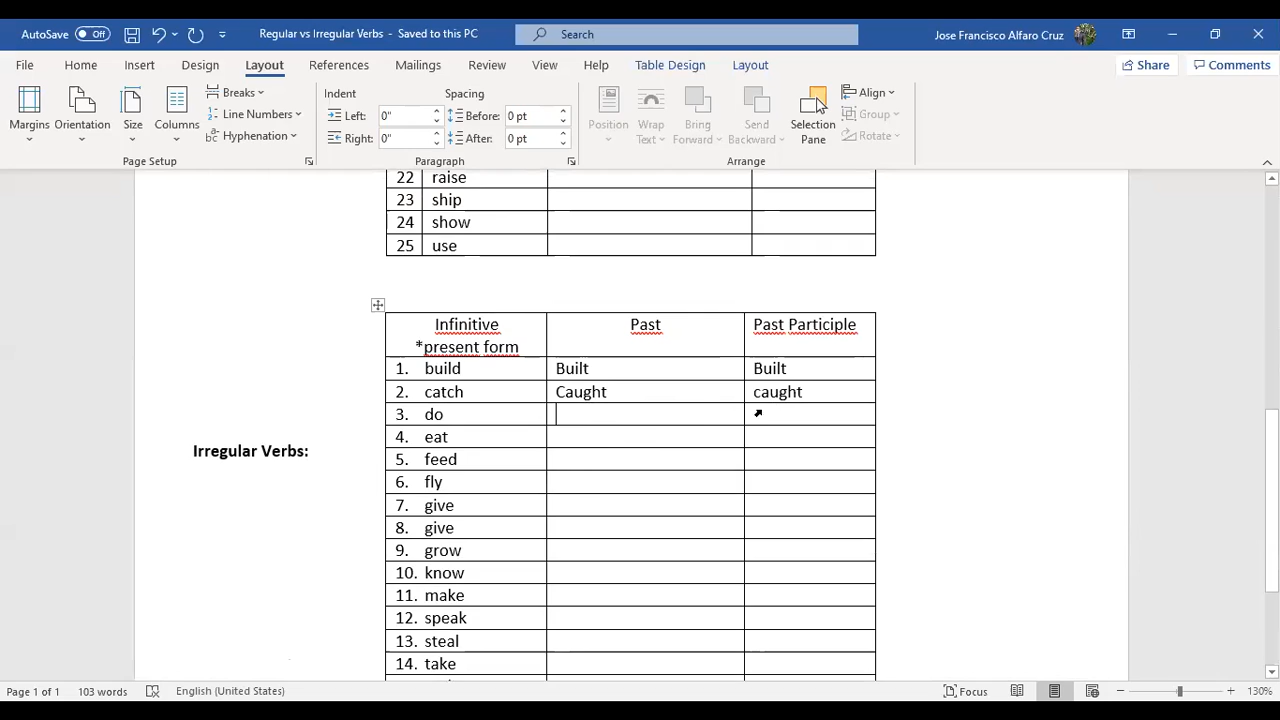 AutoSave Off Regular vs Irregular Verbs - Saved to this PC Search Jose Francisco Alfaro Cruz
File Home Insert Design Layout References Mailings Review View Help Table Design Layout Share Comments
Margins Orientation Size Columns Breaks Line Numbers Hyphenation
Page Setup
Indent Spacing
Left: 0" Before: 0 pt
Right: 0" After: 0 pt
Paragraph
Position Wrap Text Bring Forward Send Backward Selection Pane Align Group Rotate
Arrange
22 raise
23 ship
24 show
25 use
Infinitive Past Past Participle
*present form
1. build Built Built
2. catch Caught caught
3. do
4. eat
Irregular Verbs:
5. feed
6. fly
7. give
8. give
9. grow
10. know
11. make
12. speak
13. steal
14. take
Page 1 of 1 103 words English (United States) Focus 130%